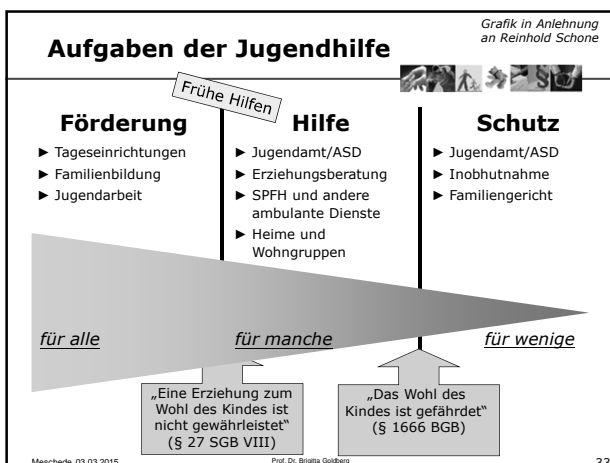 Grafik in Anlehnung
an Reinhold Schone
Aufgaben der Jugendhilfe
Frühe Hilfen
Förderung
► Tageseinrichtungen
► Familienbildung
► Jugendarbeit
Hilfe
► Jugendamt/ASD
► Erziehungsberatung
► SPFH und andere
ambulante Dienste
► Heime und
Wohngruppen
Schutz
► Jugendamt/ASD
► Inobhutnahme
► Familiengericht
für alle
für manche
für wenige
„Eine Erziehung zum
Wohl des Kindes ist
nicht gewährleistet“
(§ 27 SGB VIII)
„Das Wohl des
Kindes ist gefährdet“
(§ 1666 BGB)
Meschede, 03.03.2015
Prof. Dr. Brigitta Goldberg
33